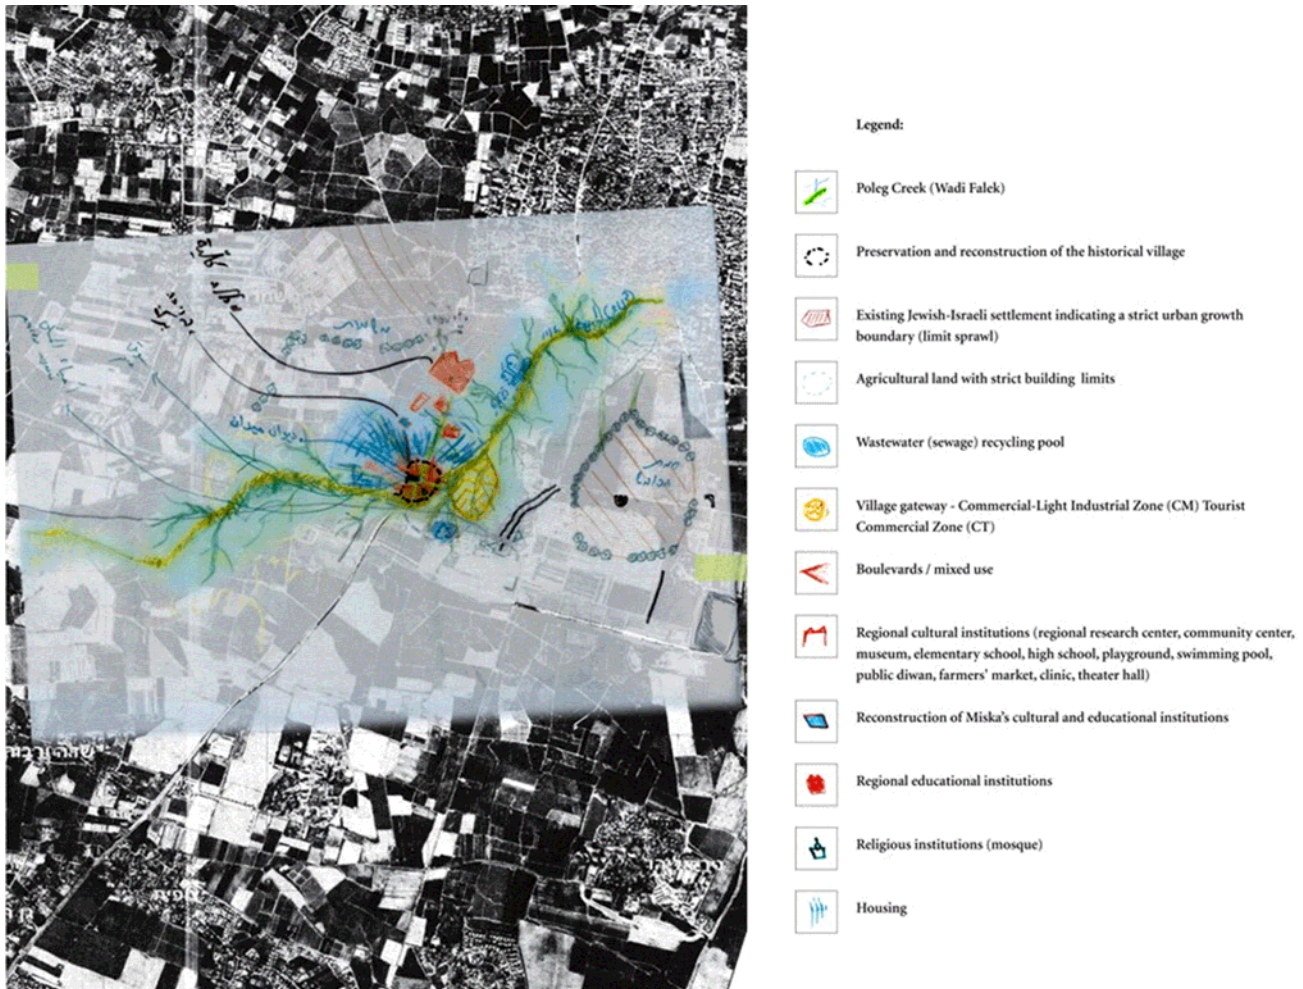 Legend:
Poleg Creek (Wadi Falek)
Preservation and reconstruction of the historical village
Existing Jewish-Israeli settlement indicating a strict urban growth
boundary (limit sprawl)
Agricultural land with strict building limits
Wastewater (sewage) recycling pool
Village gateway - Commercial-Light Industrial Zone (CM) Tourist
Commercial Zone (CT)
Boulevards / mixed use
Regional cultural institutions (regional research center, community center,
museum, elementary school, high school, playground, swimming pool,
public diwan, farmers' market, clinic, theater hall)
Reconstruction of Miska's cultural and educational institutions
Regional educational institutions
Religious institutions (mosque)
Housing